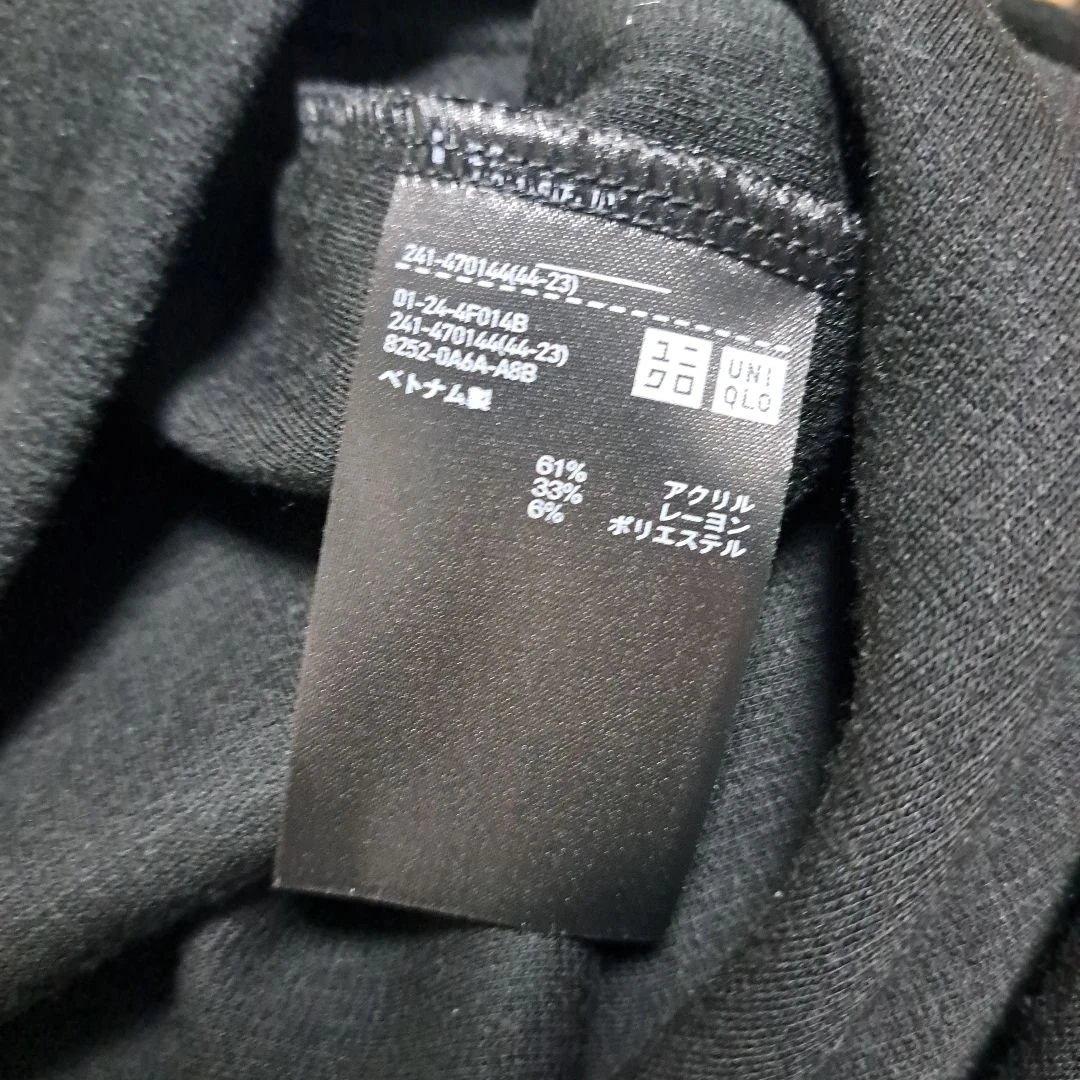 241-470144(44-23)
01-24-4F014B
241-470144(44-23)
8252-0A6A-A8B
ベトナム製
ユニ
クロ
UNI
QLO
61% アクリル
33% レーヨン
6% ポリエステル